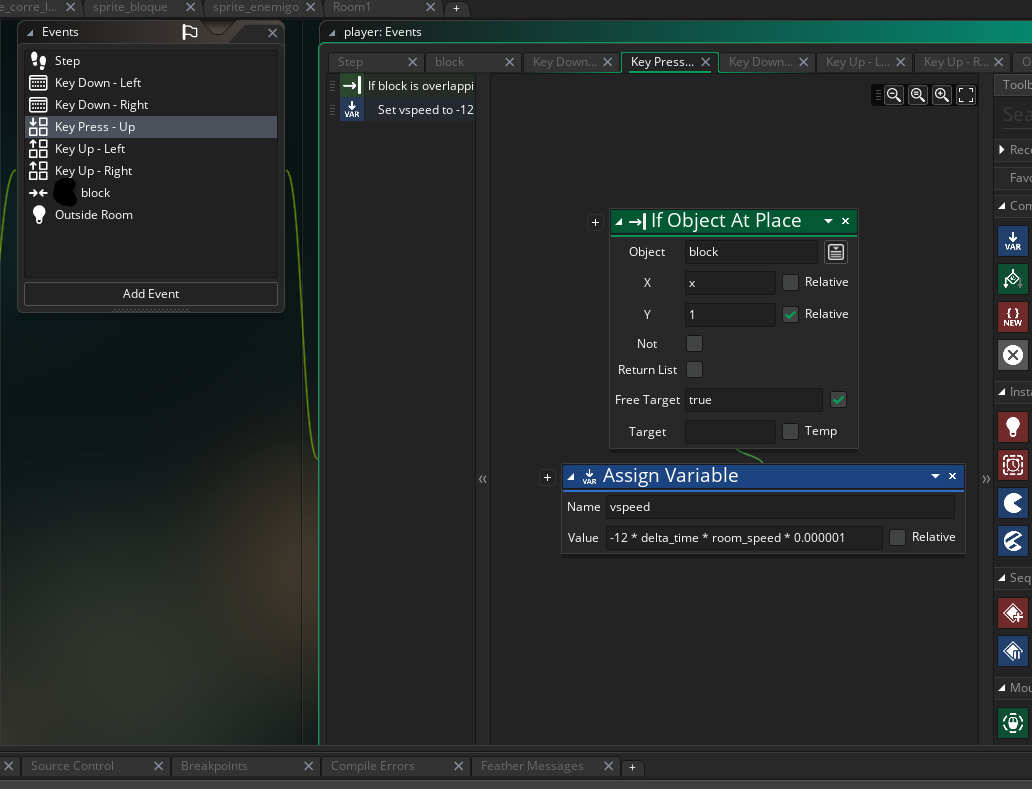 e_corre_l... sprite_bloque sprite_enemigo Room1
Events
player: Events
Step
Key Down - Left
Key Down - Right
Key Press - Up
Key Up - Left
Key Up - Right
block
Outside Room
Add Event
Step block Key Down... Key Press... Key Down... Key Up - L... Key Up - R... O
If block is overlappi
VAR Set vspeed to -12
If Object At Place
Object block
X x Relative
Y 1 Relative
Not
Return List
Free Target true
Target Temp
VAR Assign Variable
Name vspeed
Value -12 * delta_time * room_speed * 0.000001 Relative
Toolb
Sea
Rece
Favo
Com
VAR
NEW
Insta
Seq
Mou
Source Control Breakpoints Compile Errors Feather Messages